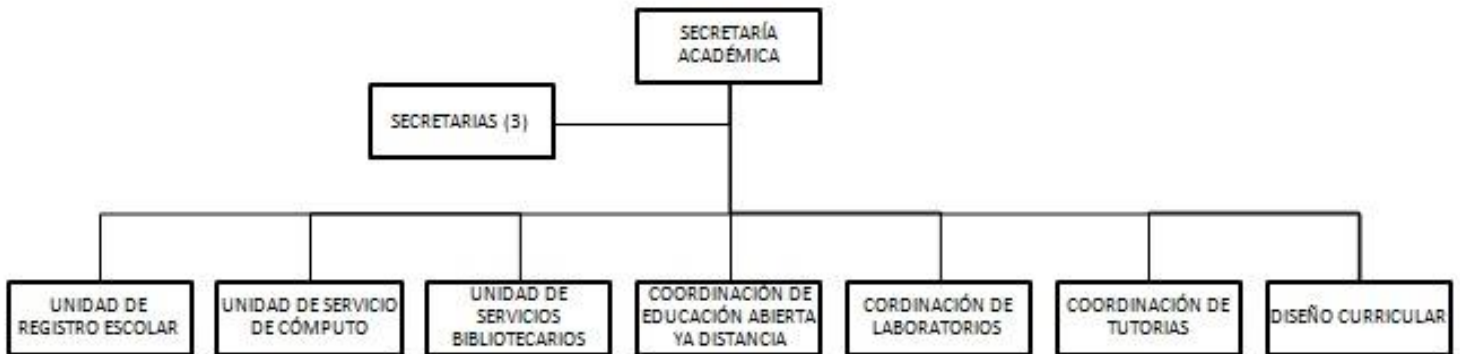 SECRETARÍA
ACADÉMICA
SECRETARIAS (3)
UNIDAD DE
REGISTRO ESCOLAR
UNIDAD DE SERVICIO
DE CÓMPUTO
UNIDAD DE
SERVICIOS
BIBLIOTECARIOS
COORDINACIÓN DE
EDUCACIÓN ABIERTA
YA DISTANCIA
CORDINACIÓN DE
LABORATORIOS
COORDINACIÓN DE
TUTORIAS
DISEÑO CURRICULAR